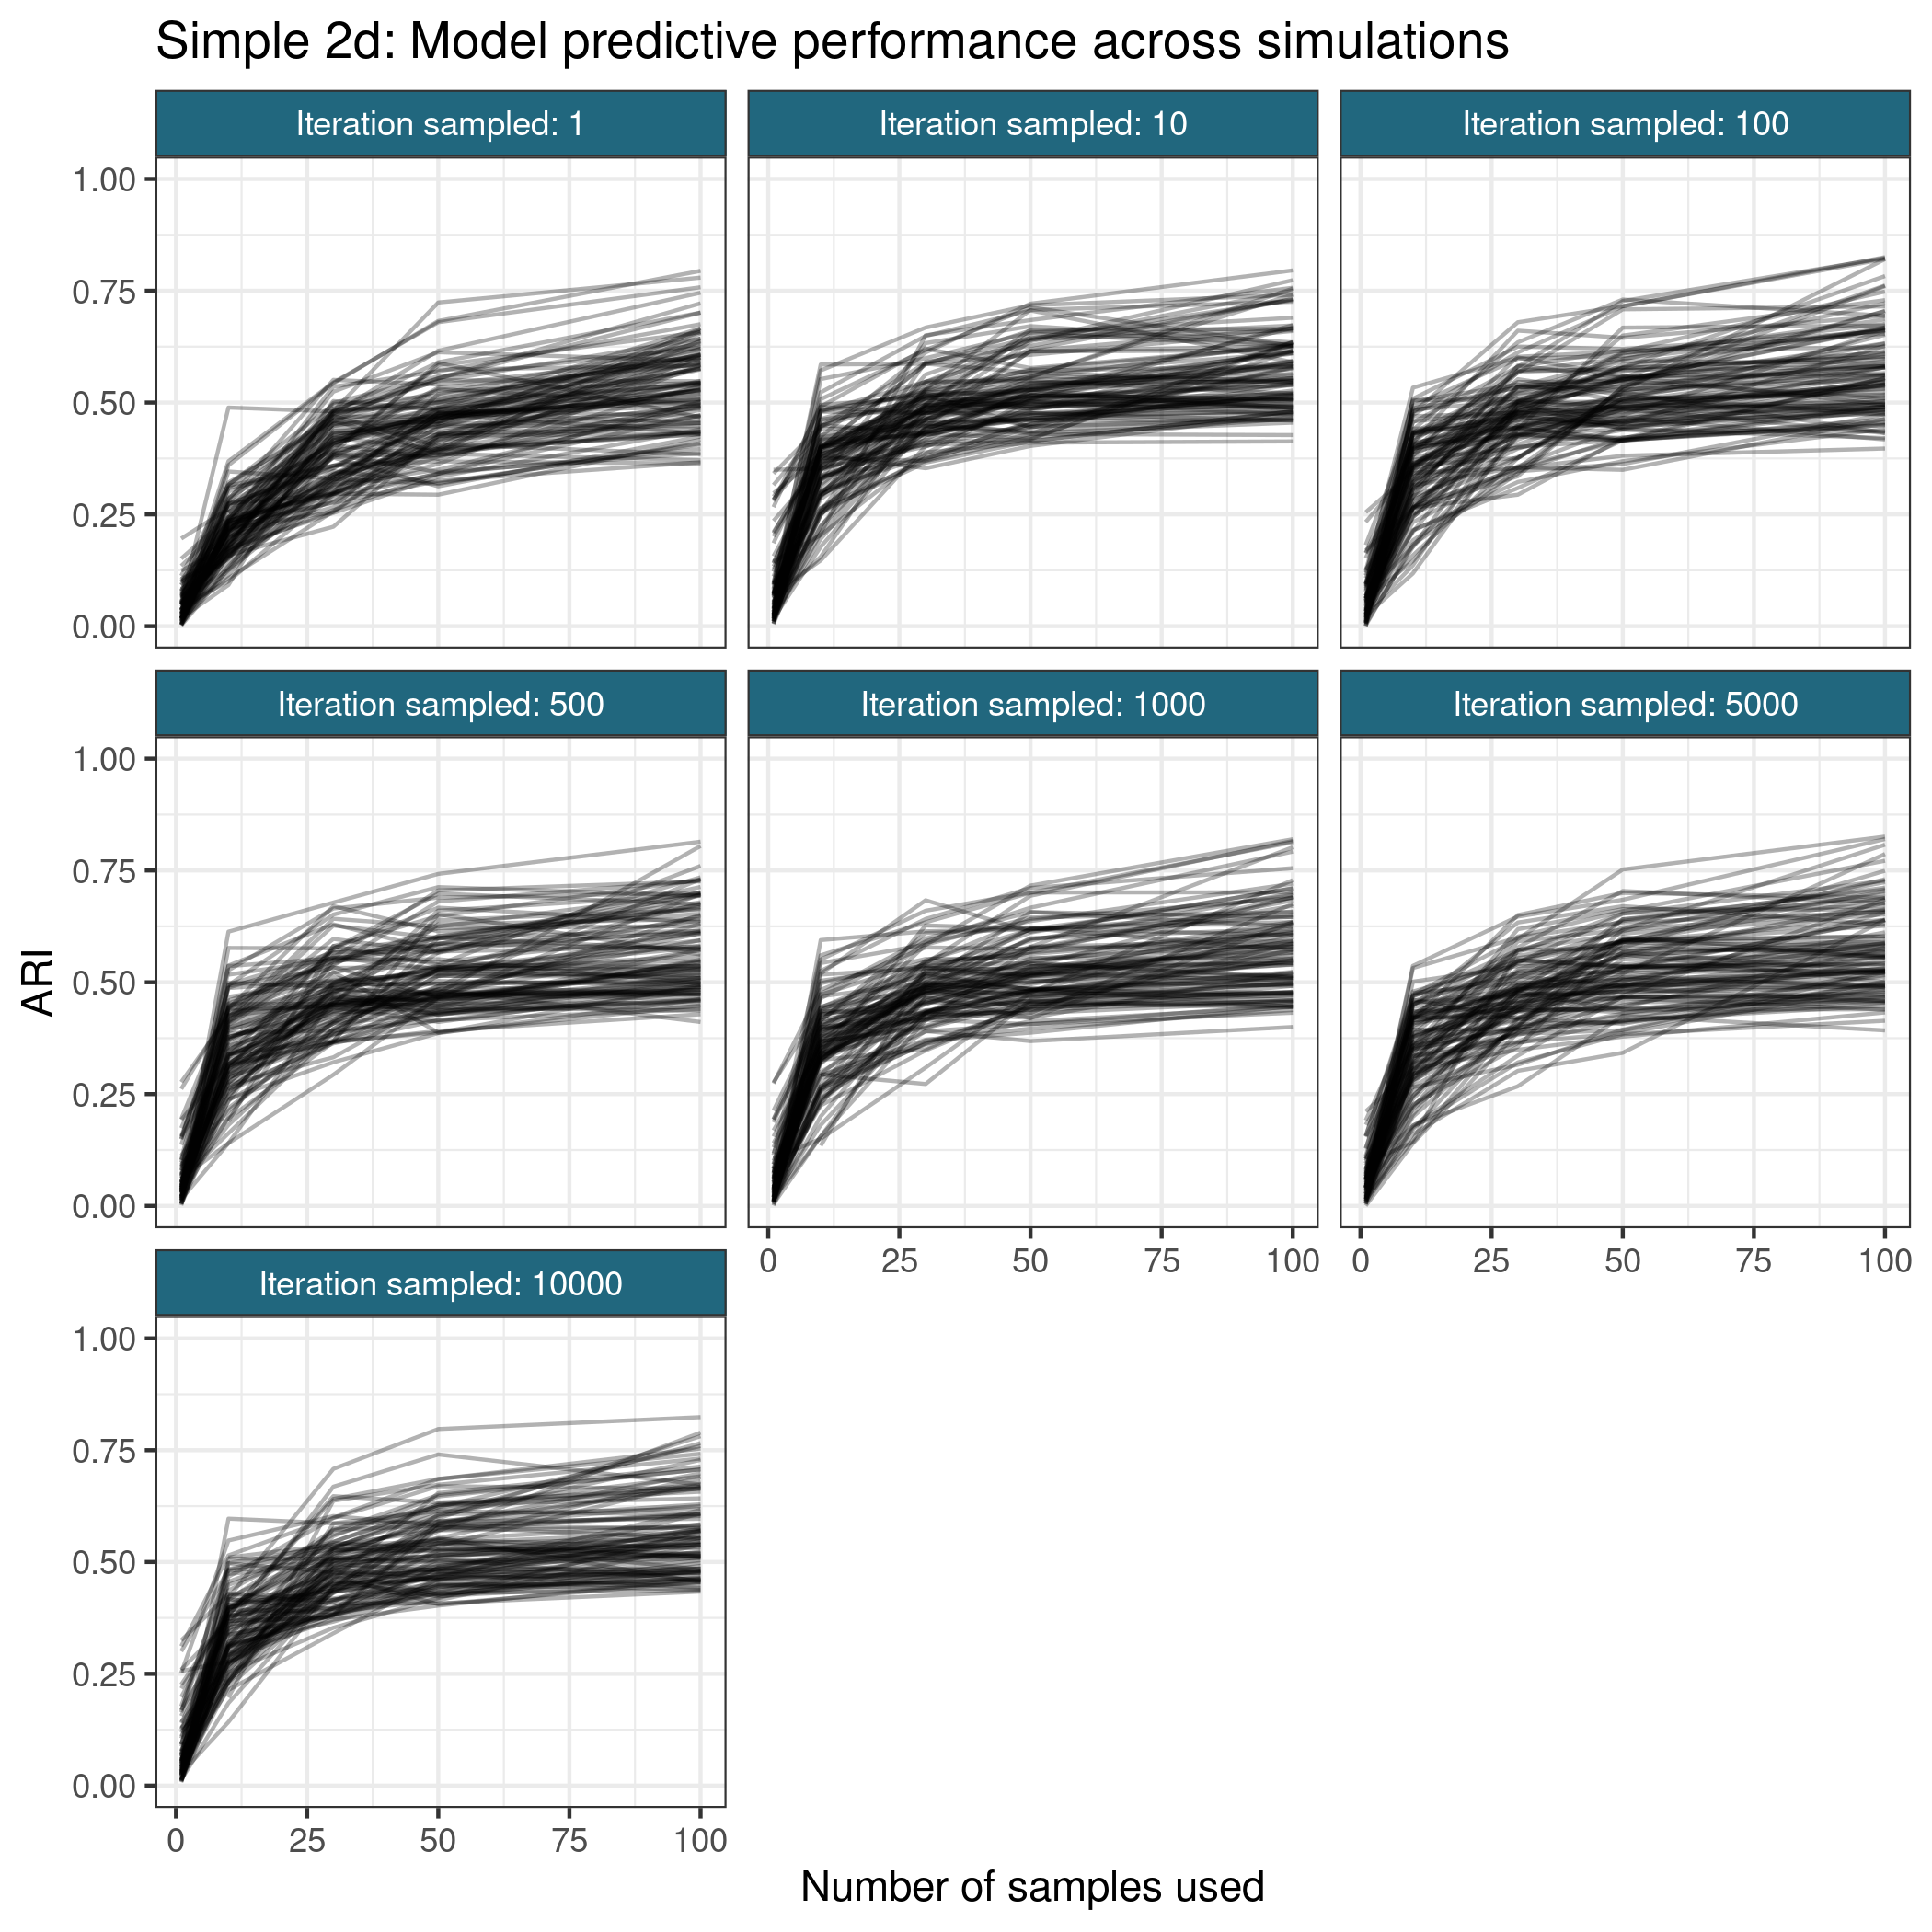 Simple 2d: Model predictive performance across simulations
Iteration sampled: 1
Iteration sampled: 10
Iteration sampled: 100
1.00
0.75
0.50
0.25
0.00
Iteration sampled: 500
Iteration sampled: 1000
Iteration sampled: 5000
1.00
0.75
0.50
0.25
0.00
ARI
0 25 50 75 100
0 25 50 75 100
Iteration sampled: 10000
1.00
0.75
0.50
0.25
0.00
0 25 50 75 100
Number of samples used